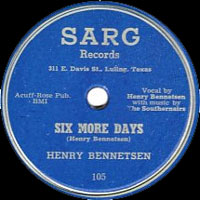 SARG
Records
311 E. Davis St., Luling, Texas
Acuff-Rose Pub.
BMI
Vocal by
Henry Bennetsen
with music by
The Southernairs
SIX MORE DAYS
(Henry Bennetsen)
HENRY BENNETSEN
105